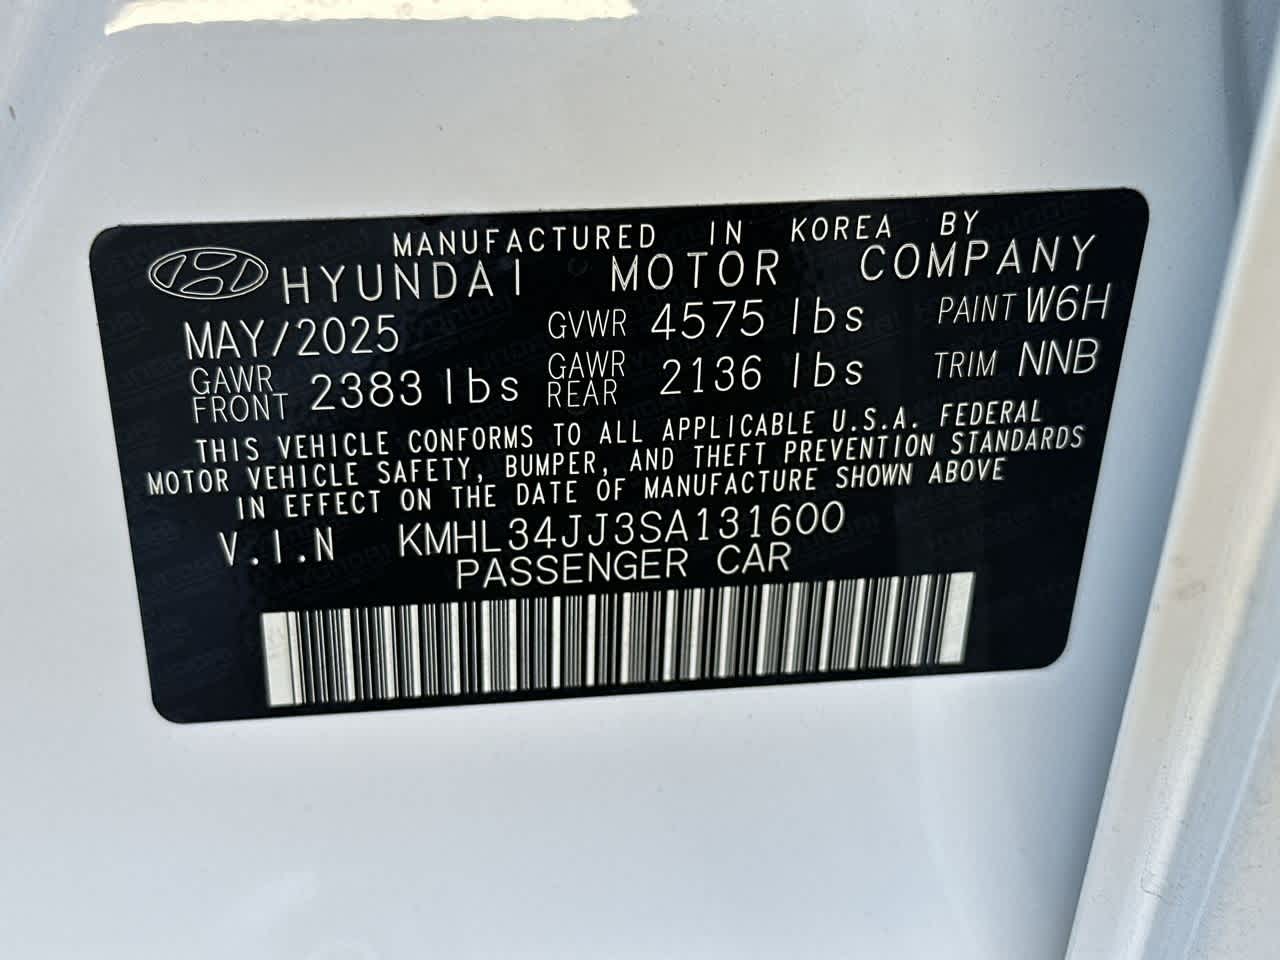 MANUFACTURED IN KOREA BY
HYUNDAI MOTOR COMPANY
MAY/2025 GVWR 4575 lbs PAINT W6H
GAWR FRONT 2383 lbs GAWR REAR 2136 lbs TRIM NNB
THIS VEHICLE CONFORMS TO ALL APPLICABLE U.S.A. FEDERAL
MOTOR VEHICLE SAFETY, BUMPER, AND THEFT PREVENTION STANDARDS
IN EFFECT ON THE DATE OF MANUFACTURE SHOWN ABOVE
V.I.N KMHL34JJ3SA131600
PASSENGER CAR